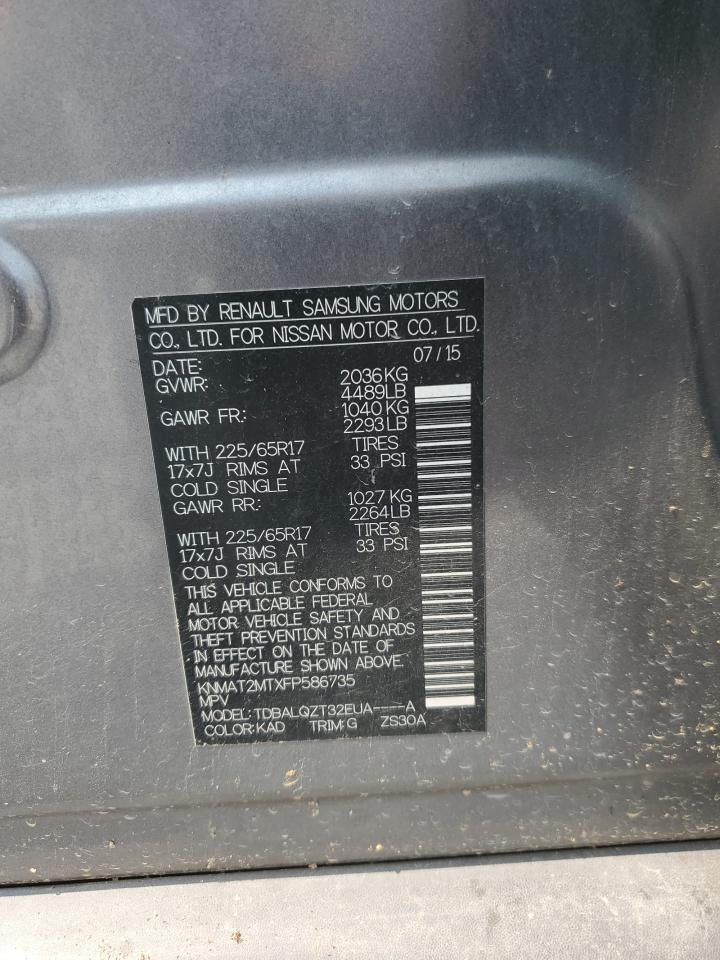 MFD BY RENAULT SAMSUNG MOTORS
CO., LTD. FOR NISSAN MOTOR CO., LTD.
DATE: 07/15
GVWR: 2036KG
4489LB
GAWR FR: 1040KG
2293LB
WITH 225/65R17 TIRES
17x7J RIMS AT 33 PSI
COLD SINGLE
GAWR RR: 1027KG
2264LB
WITH 225/65R17 TIRES
17x7J RIMS AT 33 PSI
COLD SINGLE
THIS VEHICLE CONFORMS TO
ALL APPLICABLE FEDERAL
MOTOR VEHICLE SAFETY AND
THEFT PREVENTION STANDARDS
IN EFFECT ON THE DATE OF
MANUFACTURE SHOWN ABOVE.
KNMAT2MTXFP586735
MPV
MODEL: TDBALQZT32EUA----A
COLOR:KAD TRIM:G ZS30A